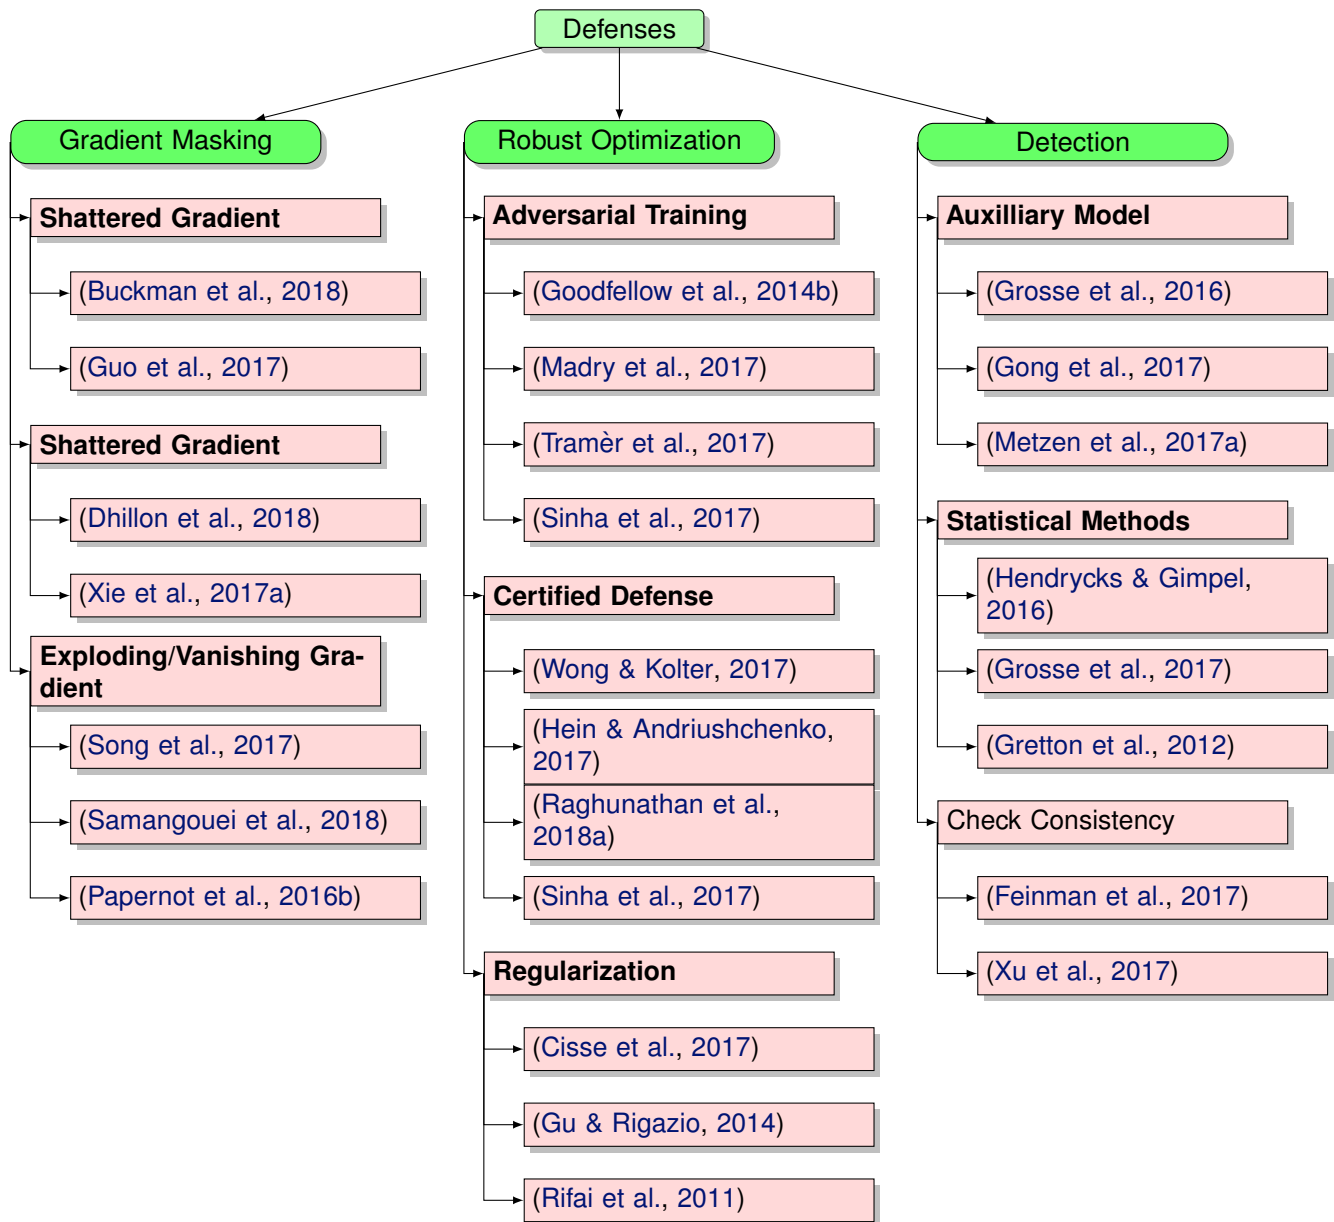 Defenses
Gradient Masking
Shattered Gradient
(Buckman et al., 2018)
(Guo et al., 2017)
Shattered Gradient
(Dhillon et al., 2018)
(Xie et al., 2017a)
Exploding/Vanishing Gra-
dient
(Song et al., 2017)
(Samangouei et al., 2018)
(Papernot et al., 2016b)
Robust Optimization
Adversarial Training
(Goodfellow et al., 2014b)
(Madry et al., 2017)
(Tramèr et al., 2017)
(Sinha et al., 2017)
Certified Defense
(Wong & Kolter, 2017)
(Hein & Andriushchenko,
2017)
(Raghunathan et al.,
2018a)
(Sinha et al., 2017)
Regularization
(Cisse et al., 2017)
(Gu & Rigazio, 2014)
(Rifai et al., 2011)
Detection
Auxilliary Model
(Grosse et al., 2016)
(Gong et al., 2017)
(Metzen et al., 2017a)
Statistical Methods
(Hendrycks & Gimpel,
2016)
(Grosse et al., 2017)
(Gretton et al., 2012)
Check Consistency
(Feinman et al., 2017)
(Xu et al., 2017)